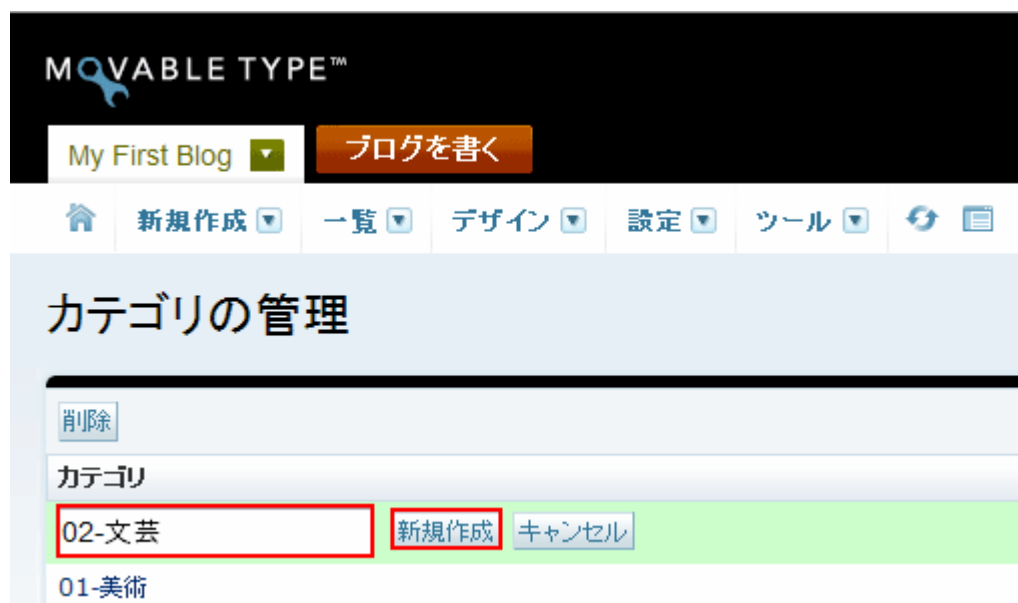 MOVABLE TYPE™
My First Blog ブログを書く
新規作成 一覧 デザイン 設定 ツール
カテゴリの管理
削除
カテゴリ
02-文芸 新規作成 キャンセル
01-美術